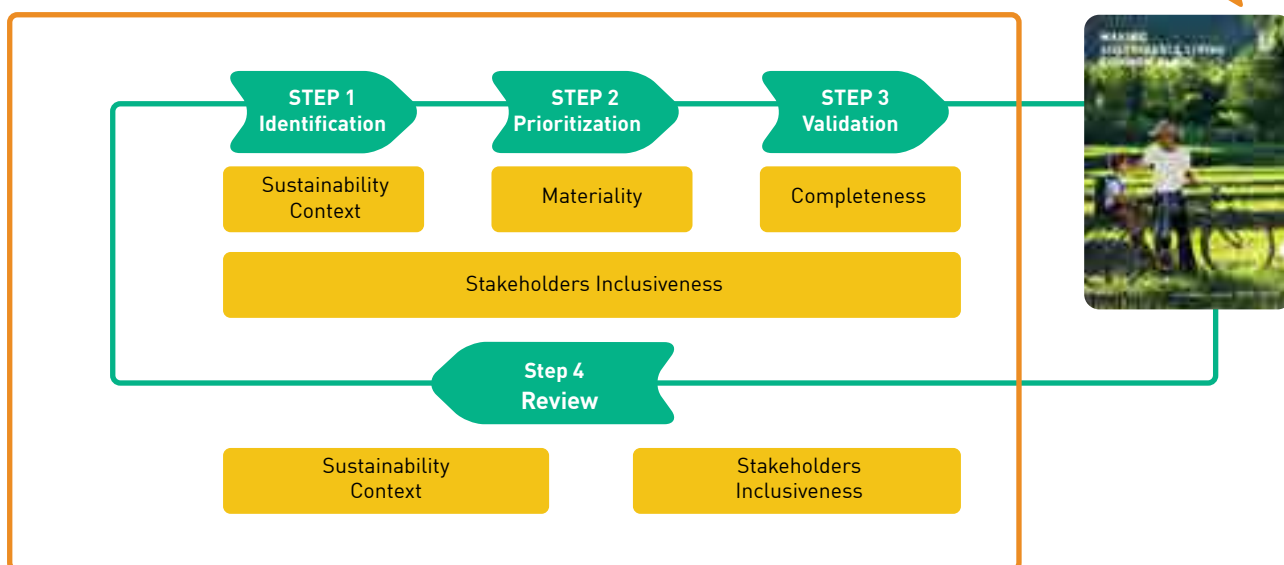 STEP 1
Identification
STEP 2
Prioritization
STEP 3
Validation
Sustainability
Context
Materiality
Completeness
Stakeholders Inclusiveness
Step 4
Review
Sustainability
Context
Stakeholders
Inclusiveness